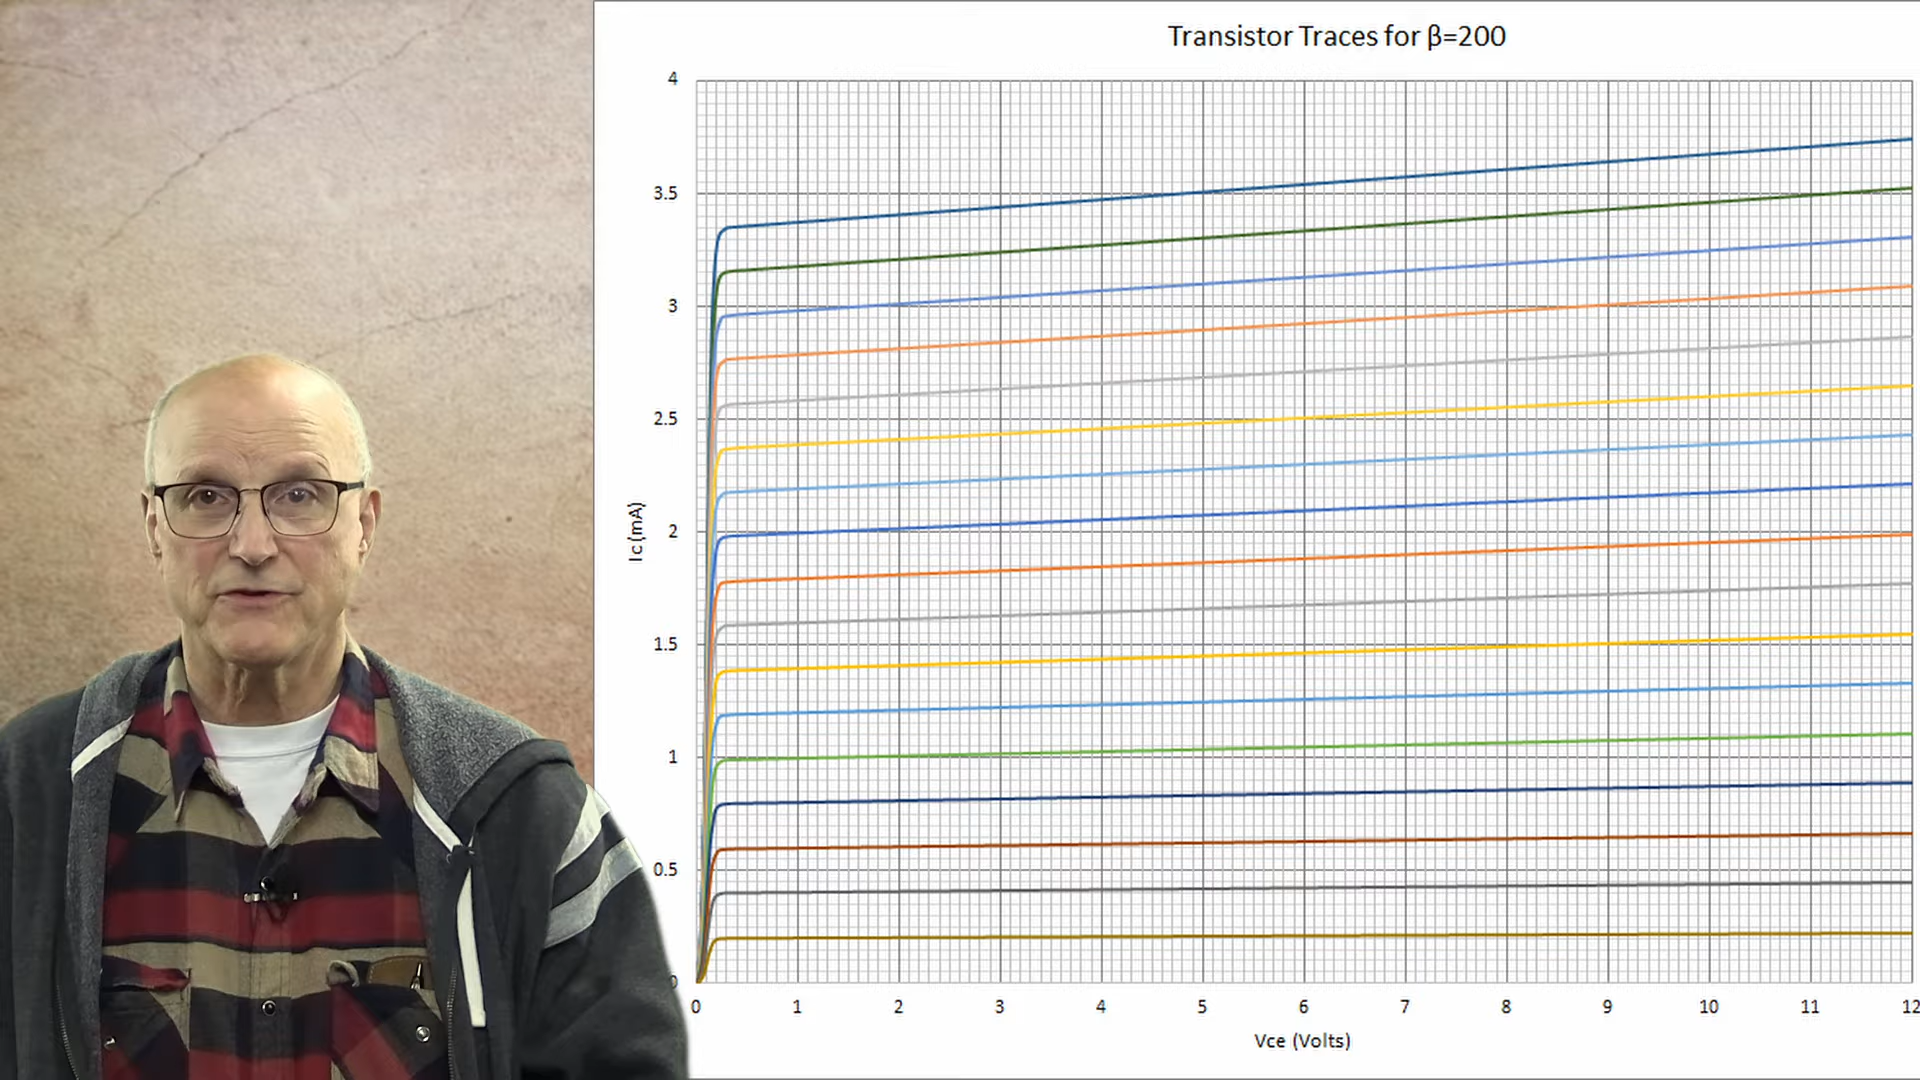 Transistor Traces for β=200
4
3.5
3
2.5
2
1.5
1
0.5
0
Ic (mA)
0 1 2 3 4 5 6 7 8 9 10 11 12
Vce (Volts)